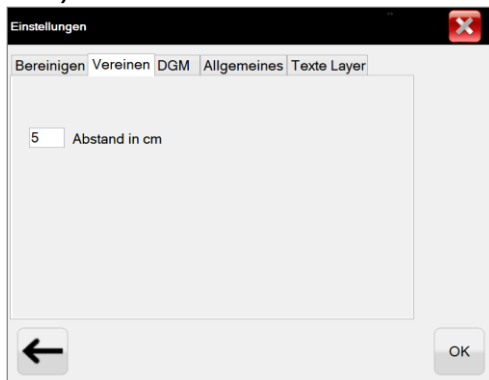 Einstellungen
Bereinigen Vereinen DGM Allgemeines Texte Layer
5 Abstand in cm
OK